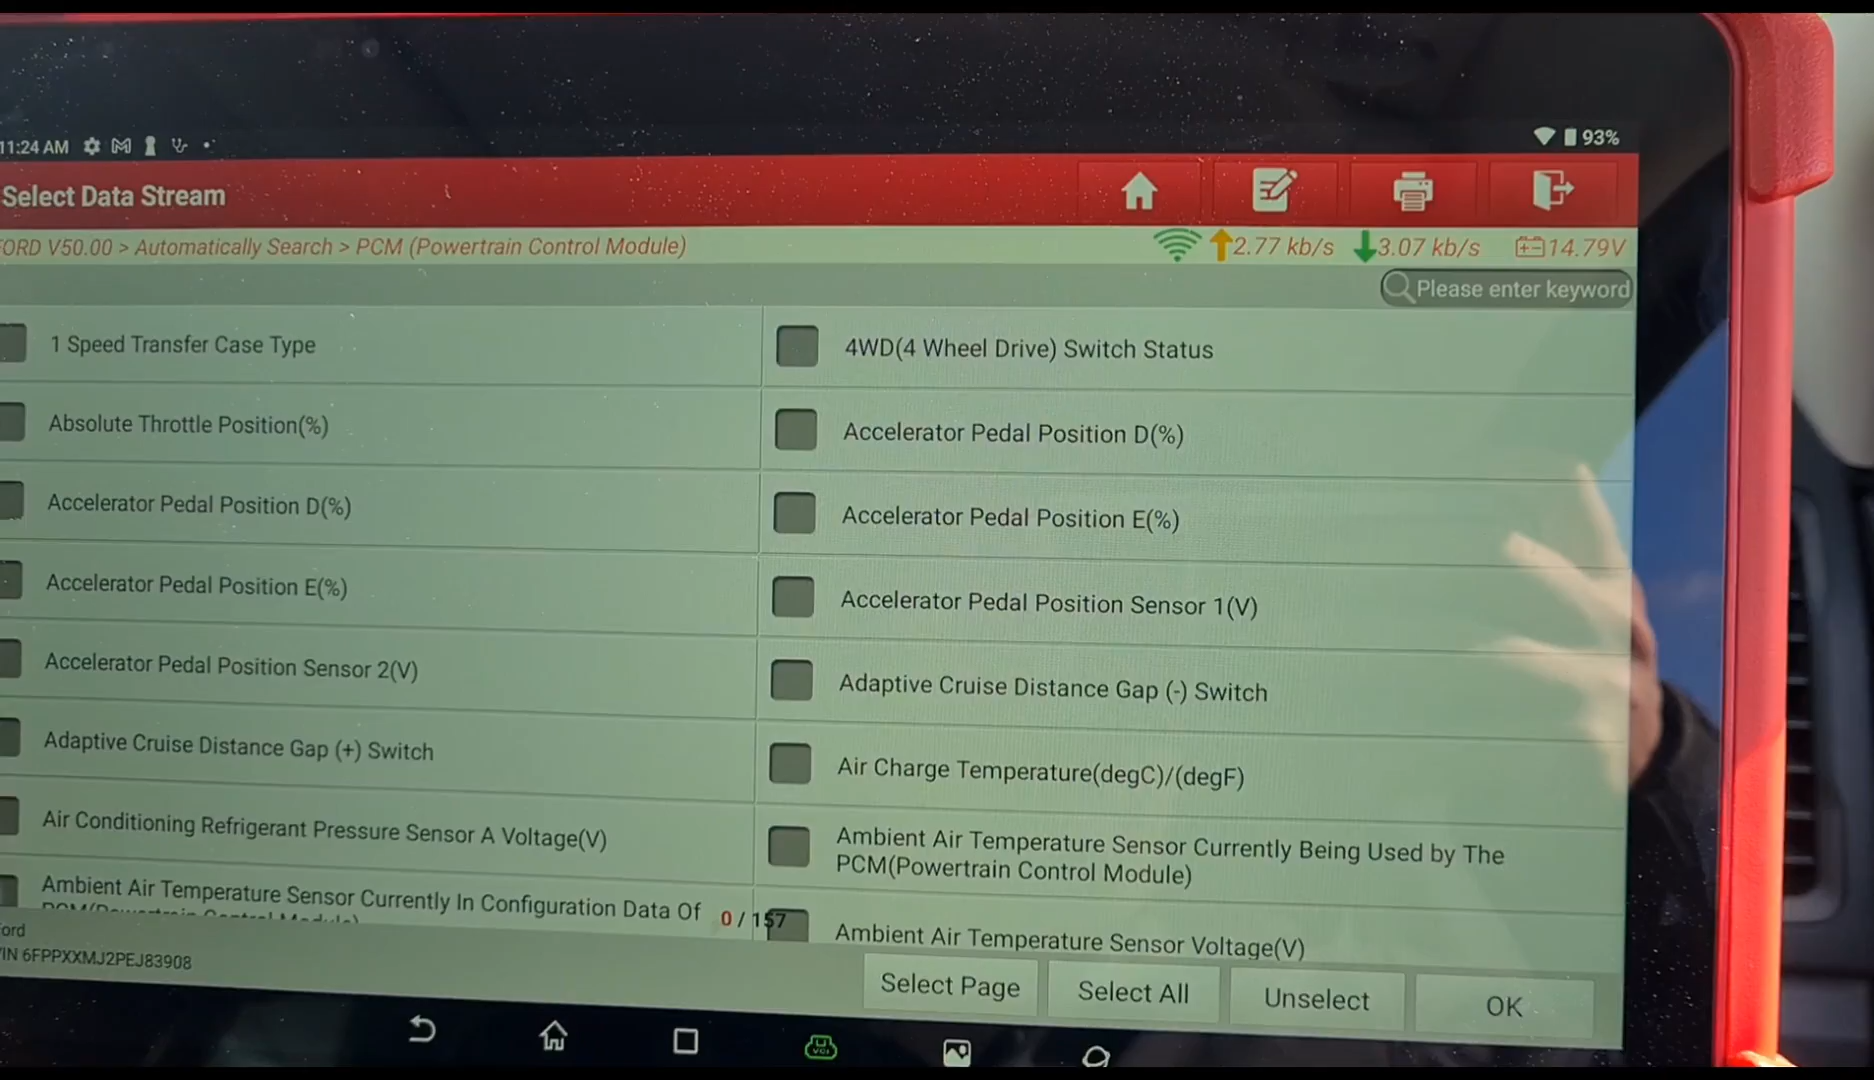 11:24 AM
93%
Select Data Stream
ORD V50.00 > Automatically Search > PCM (Powertrain Control Module)
2.77 kb/s
3.07 kb/s
14.79V
Please enter keyword
1 Speed Transfer Case Type
4WD(4 Wheel Drive) Switch Status
Absolute Throttle Position(%)
Accelerator Pedal Position D(%)
Accelerator Pedal Position D(%)
Accelerator Pedal Position E(%)
Accelerator Pedal Position E(%)
Accelerator Pedal Position Sensor 1(V)
Accelerator Pedal Position Sensor 2(V)
Adaptive Cruise Distance Gap (-) Switch
Adaptive Cruise Distance Gap (+) Switch
Air Charge Temperature(degC)/(degF)
Air Conditioning Refrigerant Pressure Sensor A Voltage(V)
Ambient Air Temperature Sensor Currently Being Used by The
PCM(Powertrain Control Module)
Ambient Air Temperature Sensor Currently In Configuration Data Of
PCM(Powertrain Control Module)
0 / 157
Ambient Air Temperature Sensor Voltage(V)
ord
VIN 6FPPXXMJ2PEJ83908
Select Page
Select All
Unselect
OK
VCI